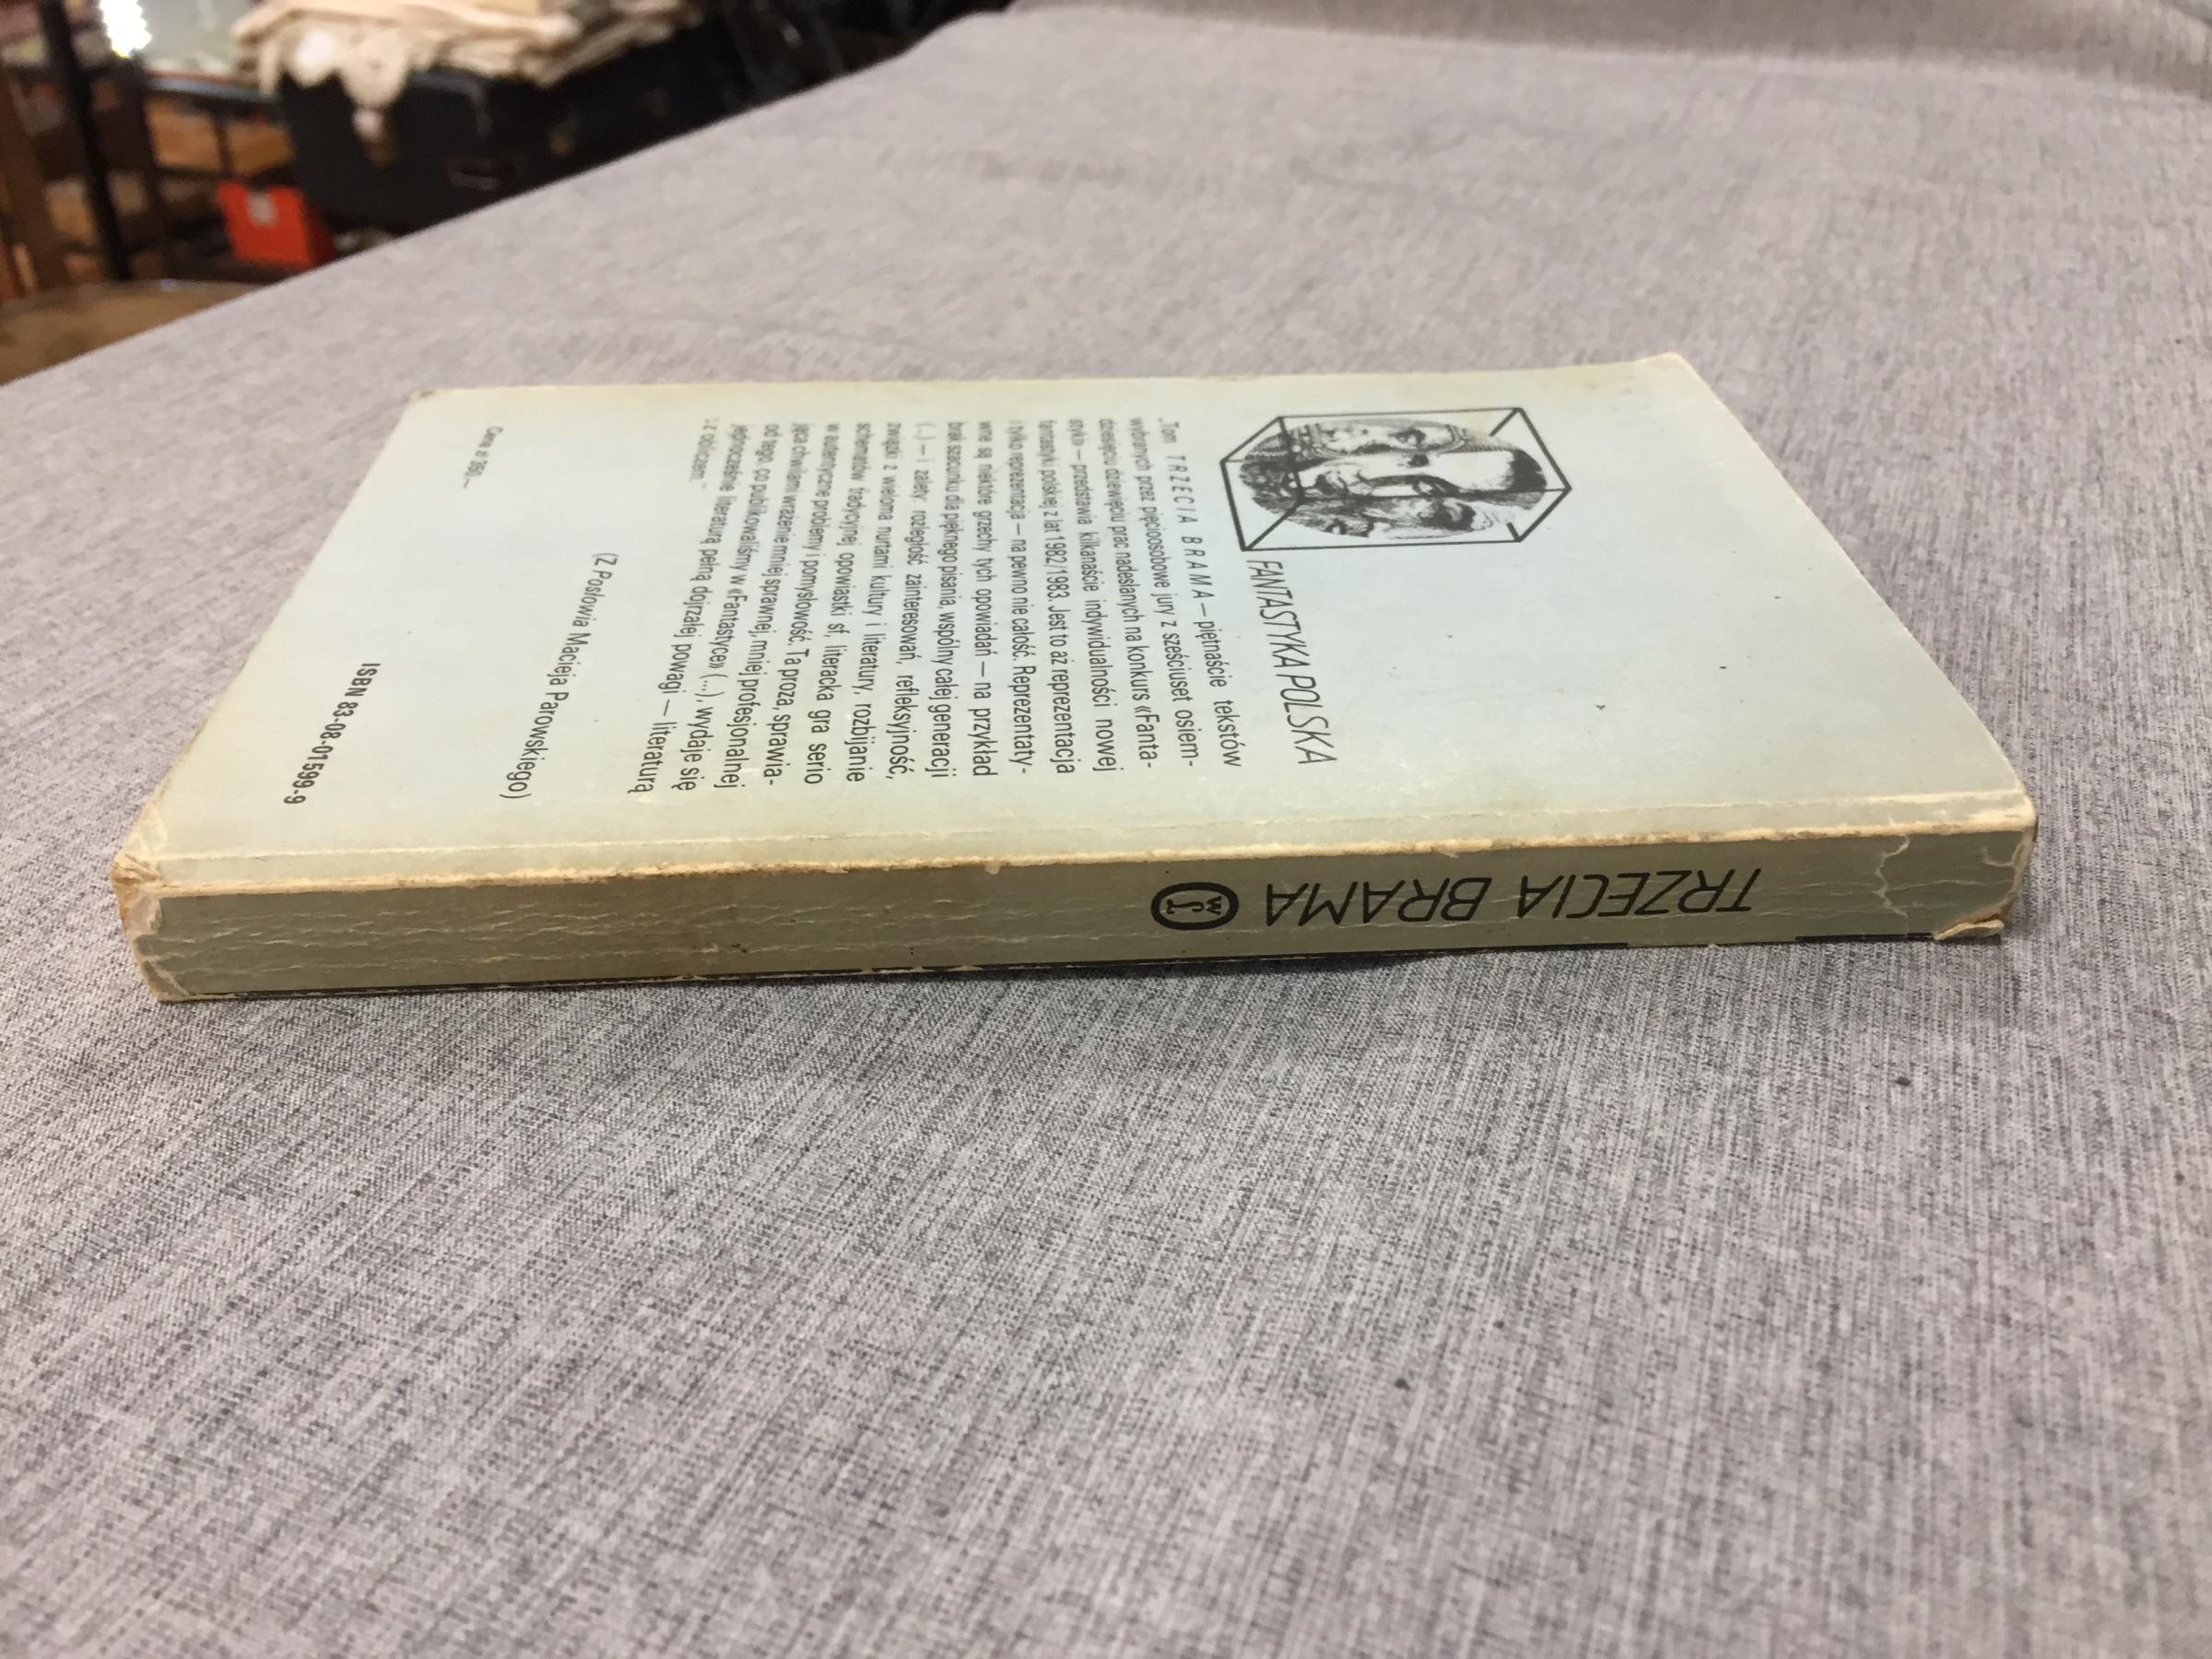 FANTASTYKA POLSKA
„Tom TRZECIA BRAMA — piętnaście tekstów
wybranych przez pięcioosobowe jury z sześciuset osiem-
dziesięciu dziewięciu prac nadesłanych na konkurs «Fanta-
styki» — przedstawia kilkanaście indywidualności nowej
fantastyki polskiej z lat 1982/1983. Jest to aż reprezentacja
i tylko reprezentacja — na pewno nie całość. Reprezentaty-
wne są niektóre grzechy tych opowiadań — na przykład
brak szacunku dla pięknego pisania, wspólny całej generacji
(...) — i zalety: rozległość zainteresowań, refleksyjność,
związki z wieloma nurtami kultury i literatury, rozbijanie
schematów tradycyjnej opowiastki sf, literacka gra serio
w autentyczne problemy i pomysłowość. Ta proza, sprawia-
jąca chwilami wrażenie mniej sprawnej, mniej profesjonalnej
od tego, co publikowaliśmy w «Fantastyce» (...), wydaje się
jednocześnie literaturą pełną dojrzałej powagi — literaturą
z obliczem."
(Z Posłowia Macieja Parowskiego)
ISBN 83-08-01599-9
Cena zł
TRZECIA BRAMA